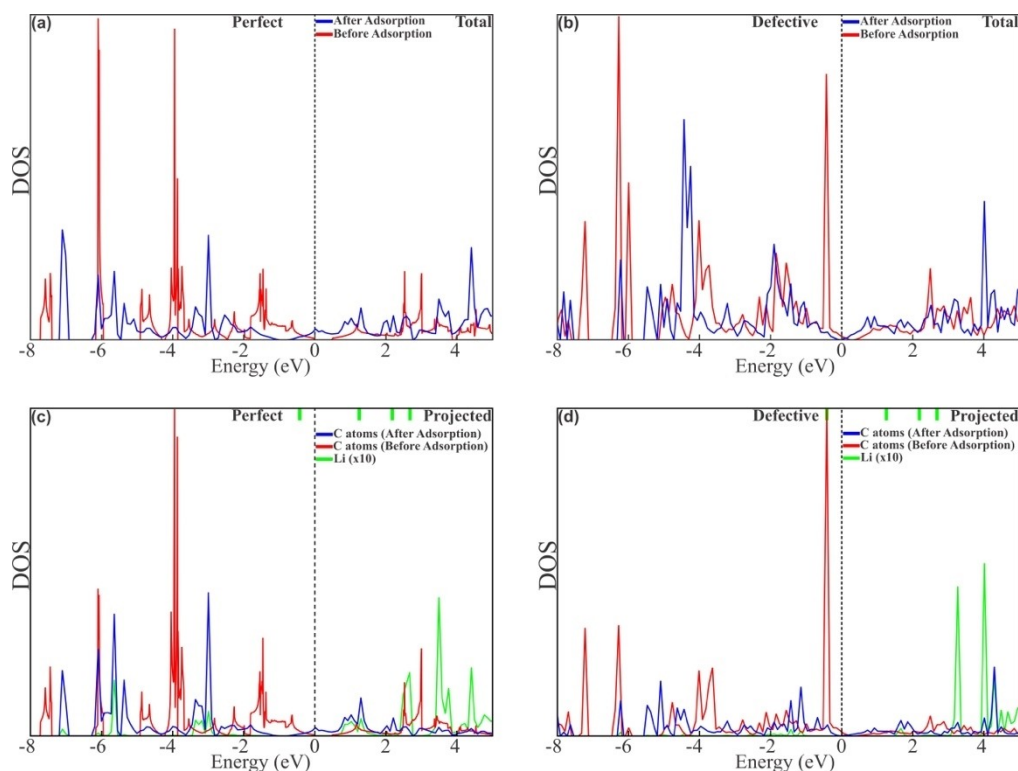 (a) Perfect After Adsorption Total
Before Adsorption
DOS
-8 -6 -4 -2 0 2 4
Energy (eV)
(b) Defective After Adsorption Total
Before Adsorption
DOS
-8 -6 -4 -2 0 2 4
Energy (eV)
(c) Perfect Projected
C atoms (After Adsorption)
C atoms (Before Adsorption)
Li (x10)
DOS
-8 -6 -4 -2 0 2 4
Energy (eV)
(d) Defective Projected
C atoms (After Adsorption)
C atoms (Before Adsorption)
Li (x10)
DOS
-8 -6 -4 -2 0 2 4
Energy (eV)